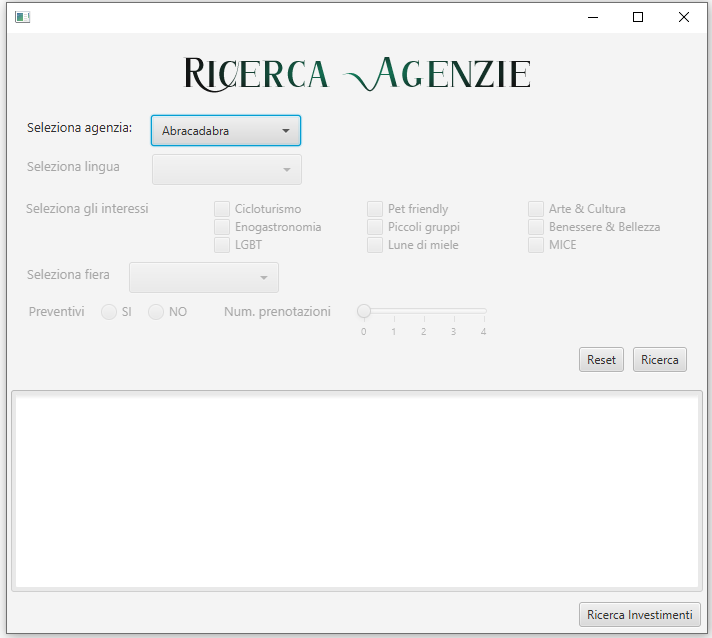 Ricerca Agenzie
Seleziona agenzia: Abracadabra
Seleziona lingua
Seleziona gli interessi Cicloturismo Pet friendly Arte & Cultura
Enogastronomia Piccoli gruppi Benessere & Bellezza
LGBT Lune di miele MICE
Seleziona fiera
Preventivi SI NO Num. prenotazioni
0 1 2 3 4
Reset Ricerca
Ricerca Investimenti